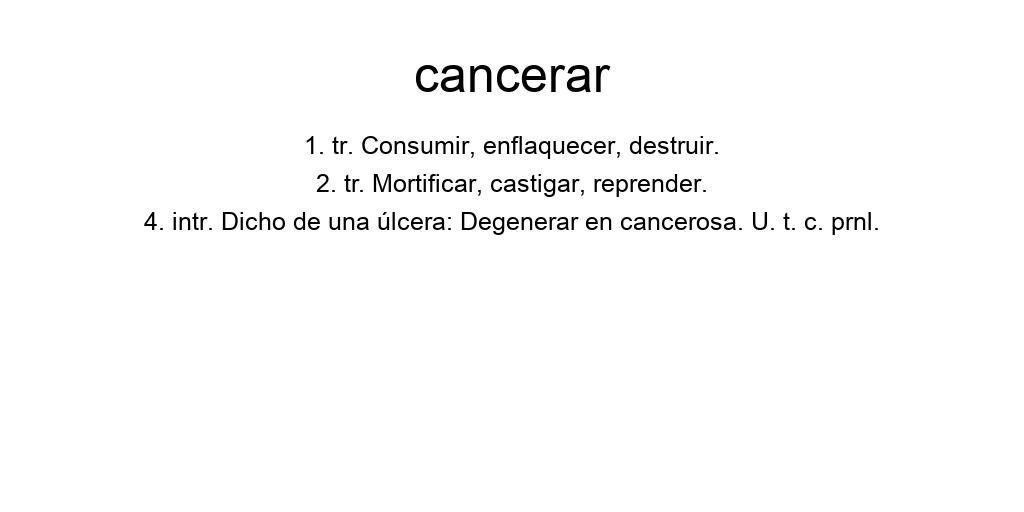 cancerar
1. tr. Consumir, enflaquecer, destruir.
2. tr. Mortificar, castigar, reprender.
4. intr. Dicho de una úlcera: Degenerar en cancerosa. U. t. c. prnl.